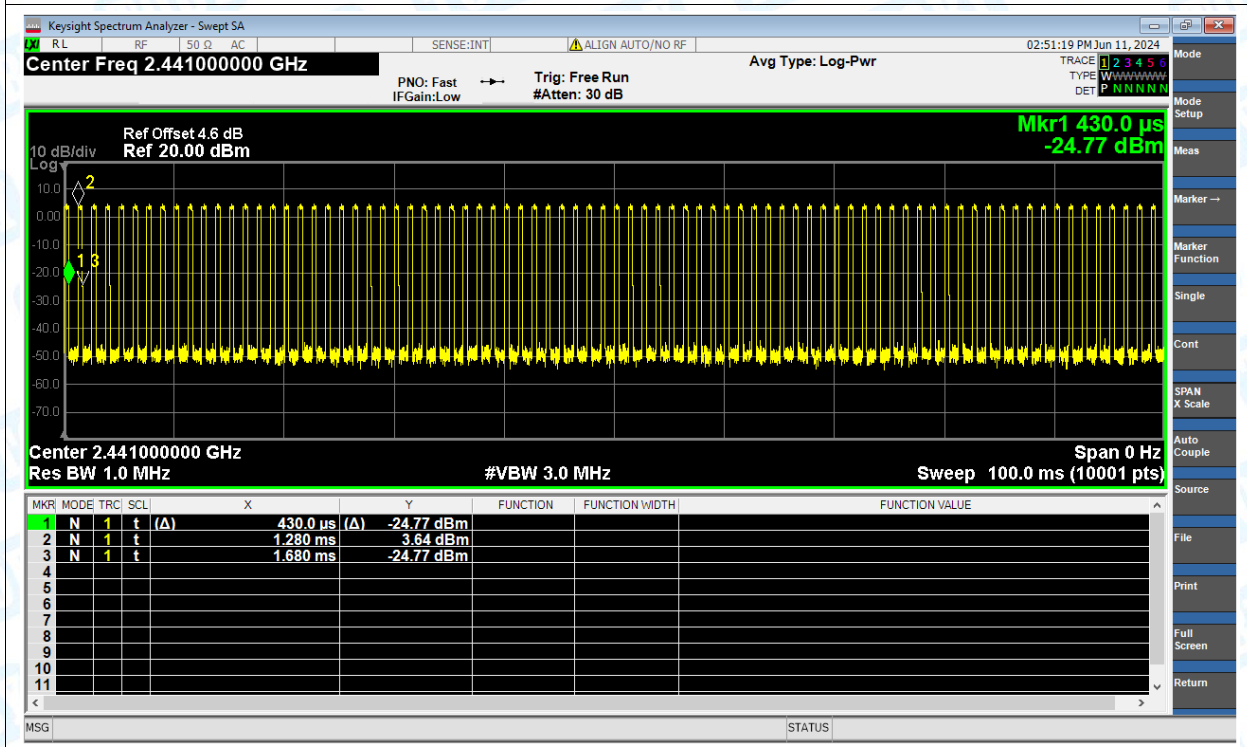 Keysight Spectrum Analyzer - Swept SA
LXI RL RF 50 Ω AC SENSE:INT ALIGN AUTO/NO RF 02:51:19 PM Jun 11, 2024
Center Freq 2.441000000 GHz
PNO: Fast
IFGain:Low
Trig: Free Run
#Atten: 30 dB
Avg Type: Log-Pwr
TRACE 1 2 3 4 5 6
TYPE WWWWWW
DET P N N N N N
Ref Offset 4.6 dB
10 dB/div Ref 20.00 dBm
Log
Mkr1 430.0 µs
-24.77 dBm
10.0
0.00
-10.0
-20.0
-30.0
-40.0
-50.0
-60.0
-70.0
2
1 3
Center 2.441000000 GHz Span 0 Hz
Res BW 1.0 MHz #VBW 3.0 MHz Sweep 100.0 ms (10001 pts)
MKR MODE TRC SCL X Y FUNCTION FUNCTION WIDTH FUNCTION VALUE
1 N 1 t (Δ) 430.0 µs (Δ) -24.77 dBm
2 N 1 t 1.280 ms 3.64 dBm
3 N 1 t 1.680 ms -24.77 dBm
4
5
6
7
8
9
10
11
MSG STATUS
Mode
Mode
Setup
Meas
Marker →
Marker
Function
Single
Cont
SPAN
X Scale
Auto
Couple
Source
File
Print
Full
Screen
Return